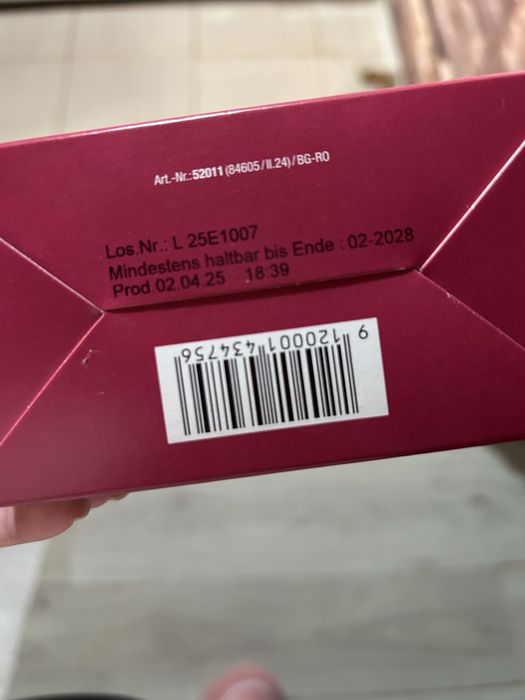 Art.-Nr.:52011 (84605/II.24)/BG-RO
Los.Nr.: L 25E1007
Mindestens haltbar bis Ende : 02-2028
Prod.02.04.25 18:39
9 120001 434756